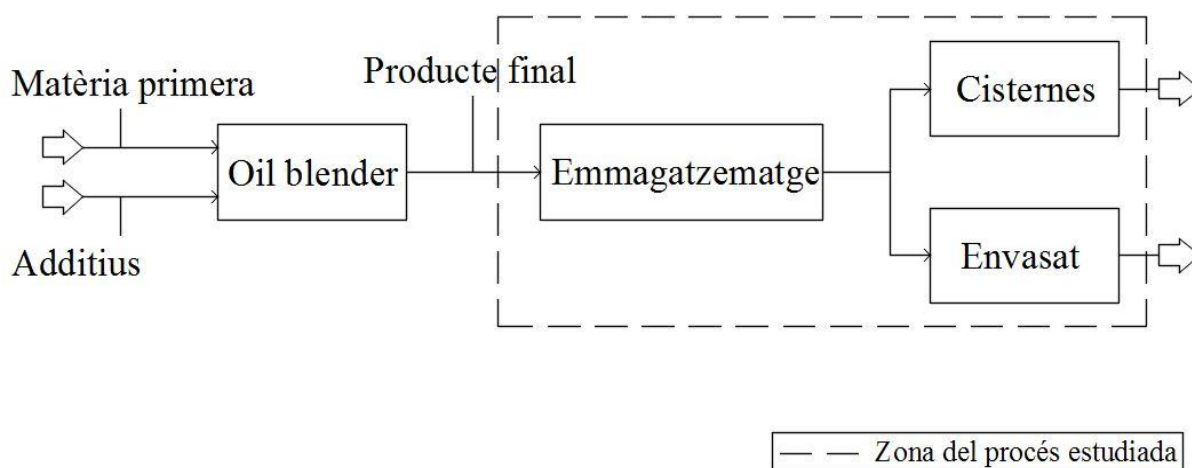 Matèria primera
Additius
Oil blender
Producte final
Emmagatzematge
Cisternes
Envasat
Zona del procés estudiada